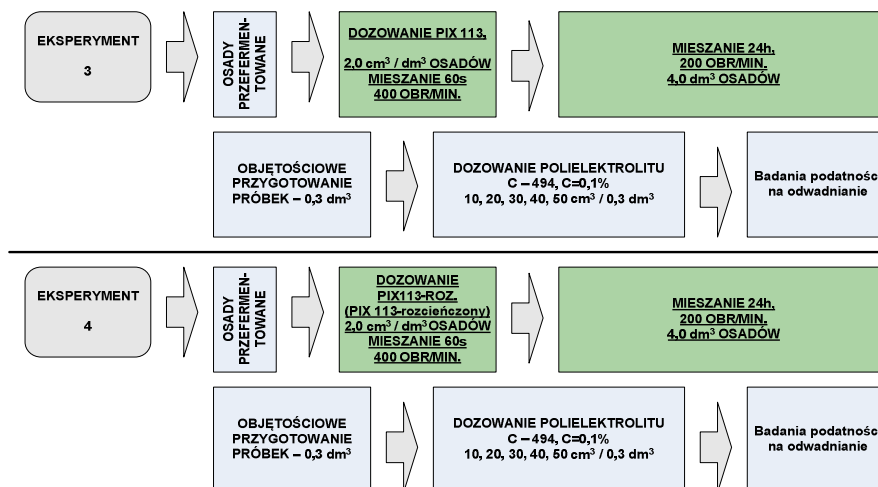 EKSPERYMENT
3
OSADY
PRZEFERMEN-
TOWANE
DOZOWANIE PIX 113,
2,0 cm³ / dm³ OSADÓW
MIESZANIE 60s
400 OBR/MIN.
MIESZANIE 24h,
200 OBR/MIN.
4,0 dm³ OSADÓW
OBJĘTOŚCIOWE
PRZYGOTOWANIE
PRÓBEK – 0,3 dm³
DOZOWANIE POLIELEKTROLITU
C – 494, C=0,1%
10, 20, 30, 40, 50 cm³ / 0,3 dm³
Badania podatnośc
na odwadnianie
EKSPERYMENT
4
OSADY
PRZEFERMEN-
TOWANE
DOZOWANIE
PIX113-ROZ.
(PIX 113-rozcieńczony)
2,0 cm³ / dm³ OSADÓW
MIESZANIE 60s
400 OBR/MIN.
MIESZANIE 24h,
200 OBR/MIN.
4,0 dm³ OSADÓW
OBJĘTOŚCIOWE
PRZYGOTOWANIE
PRÓBEK – 0,3 dm³
DOZOWANIE POLIELEKTROLITU
C – 494, C=0,1%
10, 20, 30, 40, 50 cm³ / 0,3 dm³
Badania podatnośc
na odwadnianie